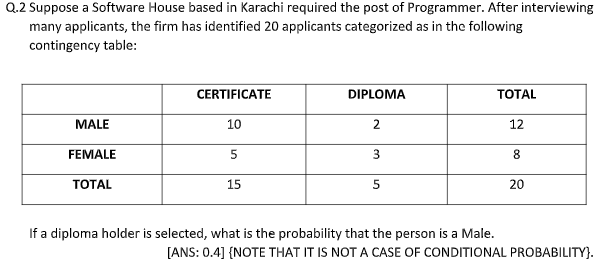 Q.2 Suppose a Software House based in Karachi required the post of Programmer. After interviewing
many applicants, the firm has identified 20 applicants categorized as in the following
contingency table:
CERTIFICATE DIPLOMA TOTAL
MALE 10 2 12
FEMALE 5 3 8
TOTAL 15 5 20
If a diploma holder is selected, what is the probability that the person is a Male.
[ANS: 0.4] {NOTE THAT IT IS NOT A CASE OF CONDITIONAL PROBABILITY}.